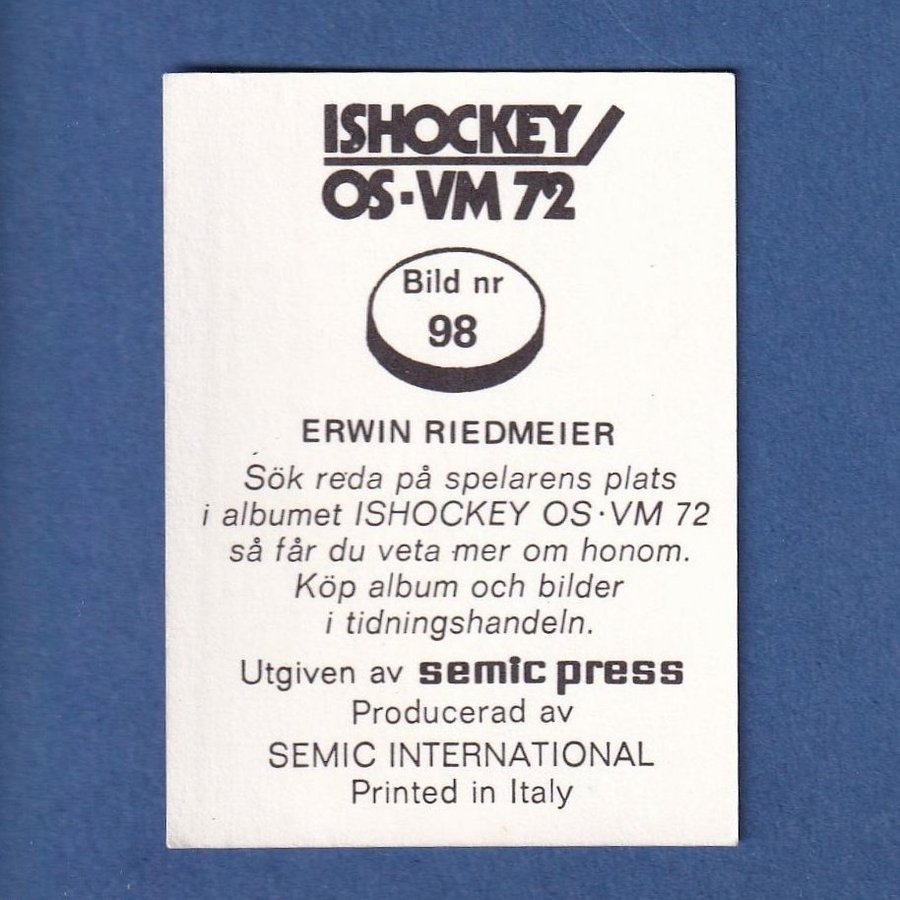 ISHOCKEY
OS·VM 72
Bild nr
98
ERWIN RIEDMEIER
Sök reda på spelarens plats
i albumet ISHOCKEY OS·VM 72
så får du veta mer om honom.
Köp album och bilder
i tidningshandeln.
Utgiven av semic press
Producerad av
SEMIC INTERNATIONAL
Printed in Italy